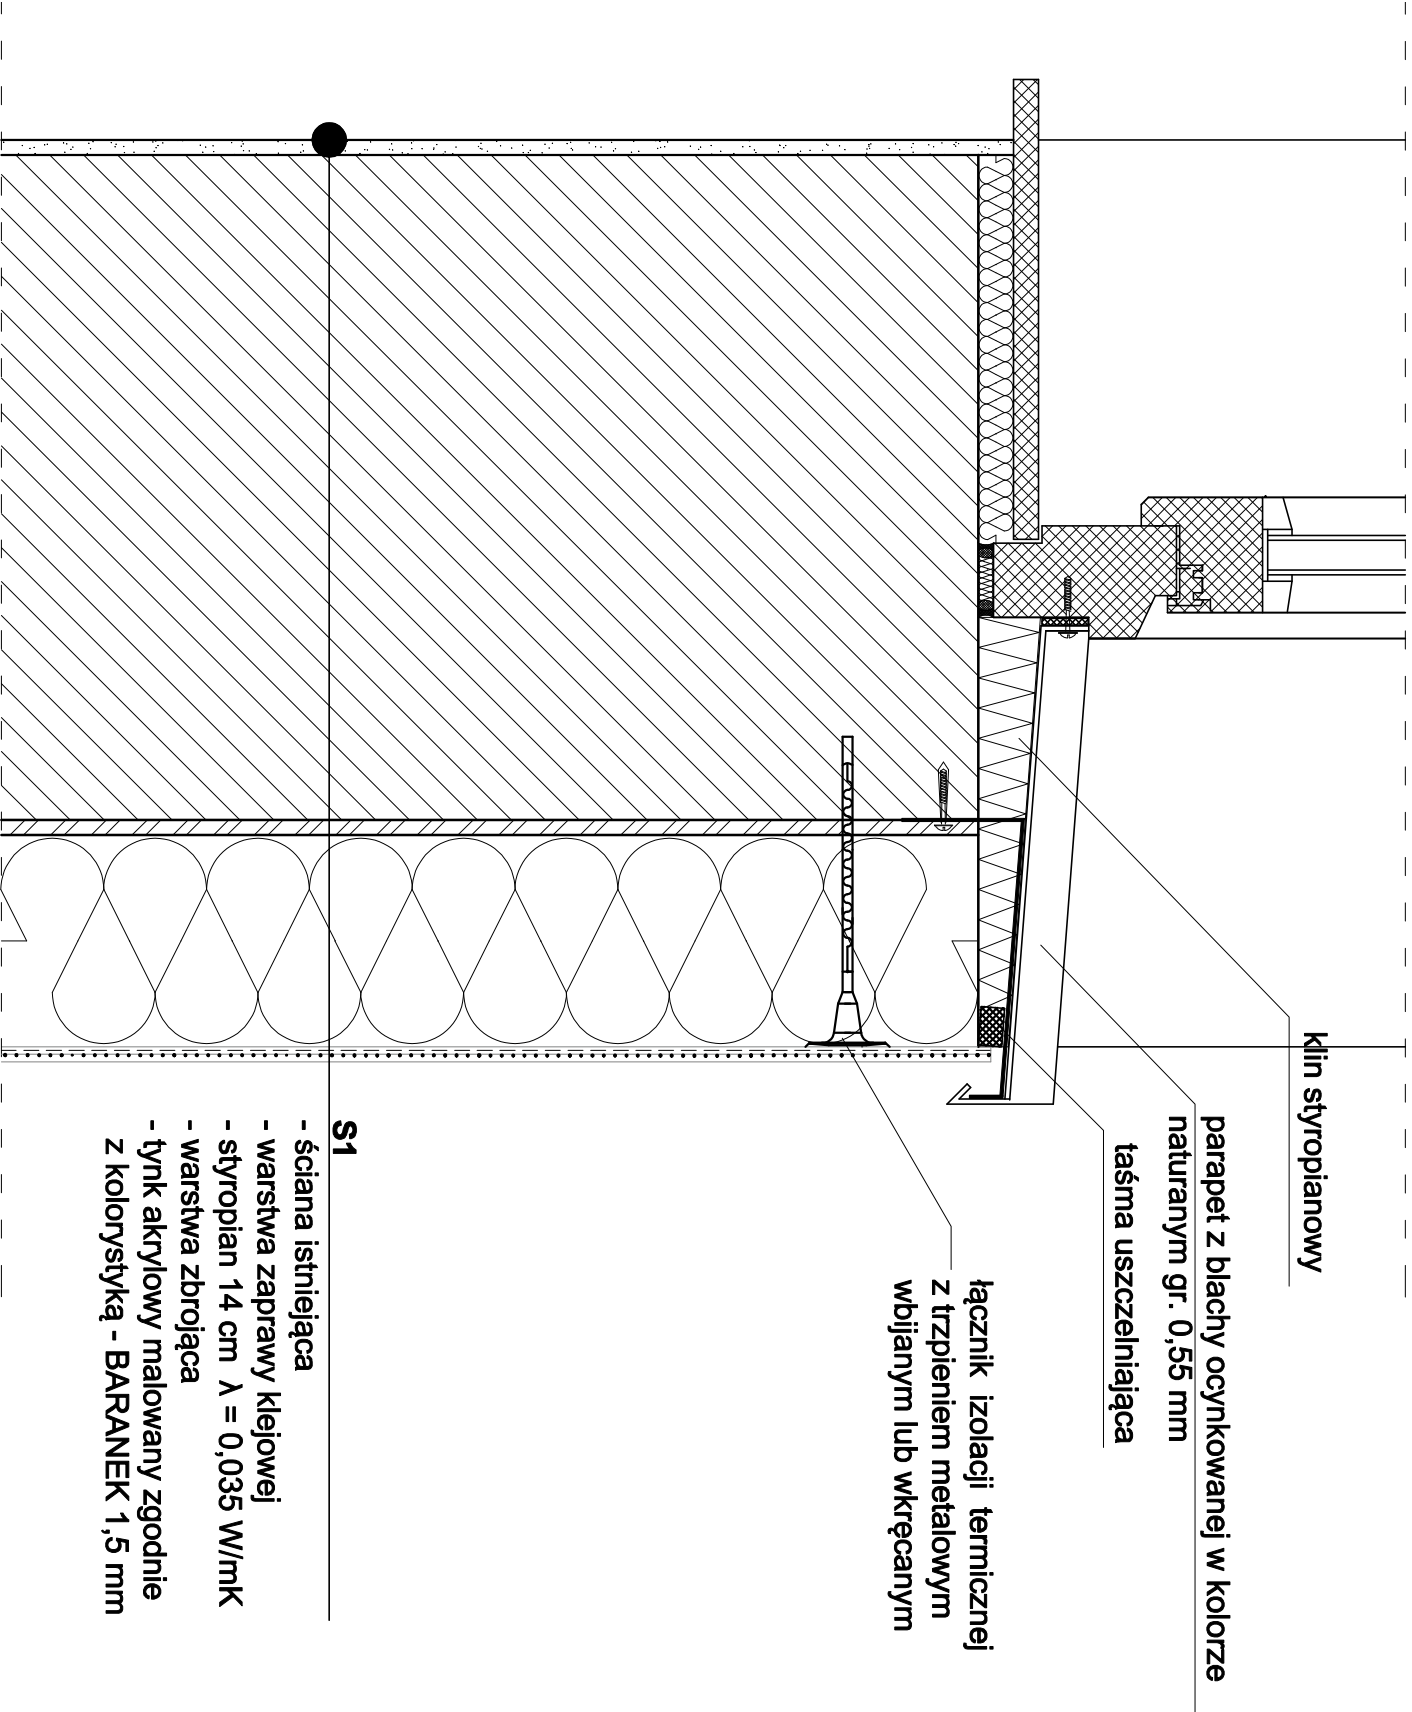 klin styropianowy
parapet z blachy ocynkowanej w kolorze
naturanym gr. 0,55 mm
taśma uszczelniająca
łącznik izolacji termicznej
z trzpieniem metalowym
wbijanym lub wkręcanym
S1
- ściana istniejąca
- warstwa zaprawy klejowej
- styropian 14 cm λ = 0,035 W/mK
- warstwa zbrojąca
- tynk akrylowy malowany zgodnie
z kolorystyką - BARANEK 1,5 mm